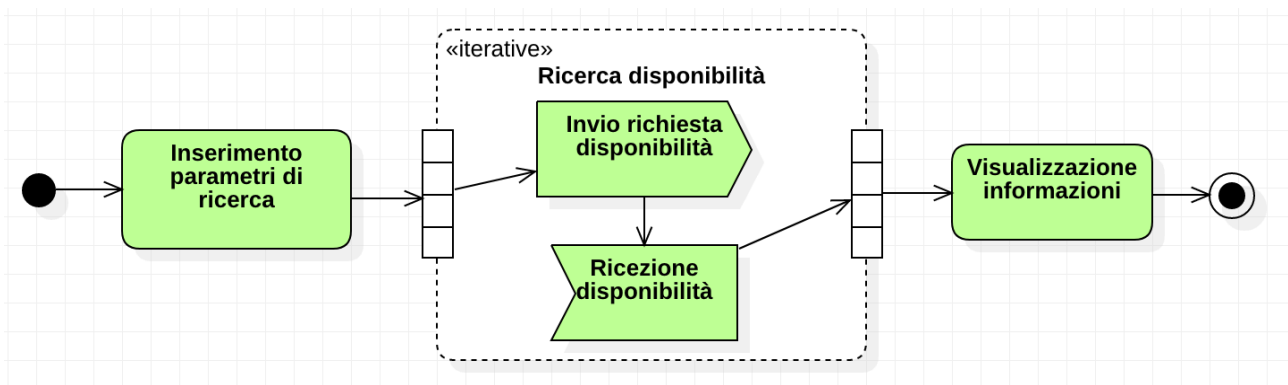 «iterative»
Ricerca disponibilità
Inserimento
parametri di
ricerca
Invio richiesta
disponibilità
Ricezione
disponibilità
Visualizzazione
informazioni